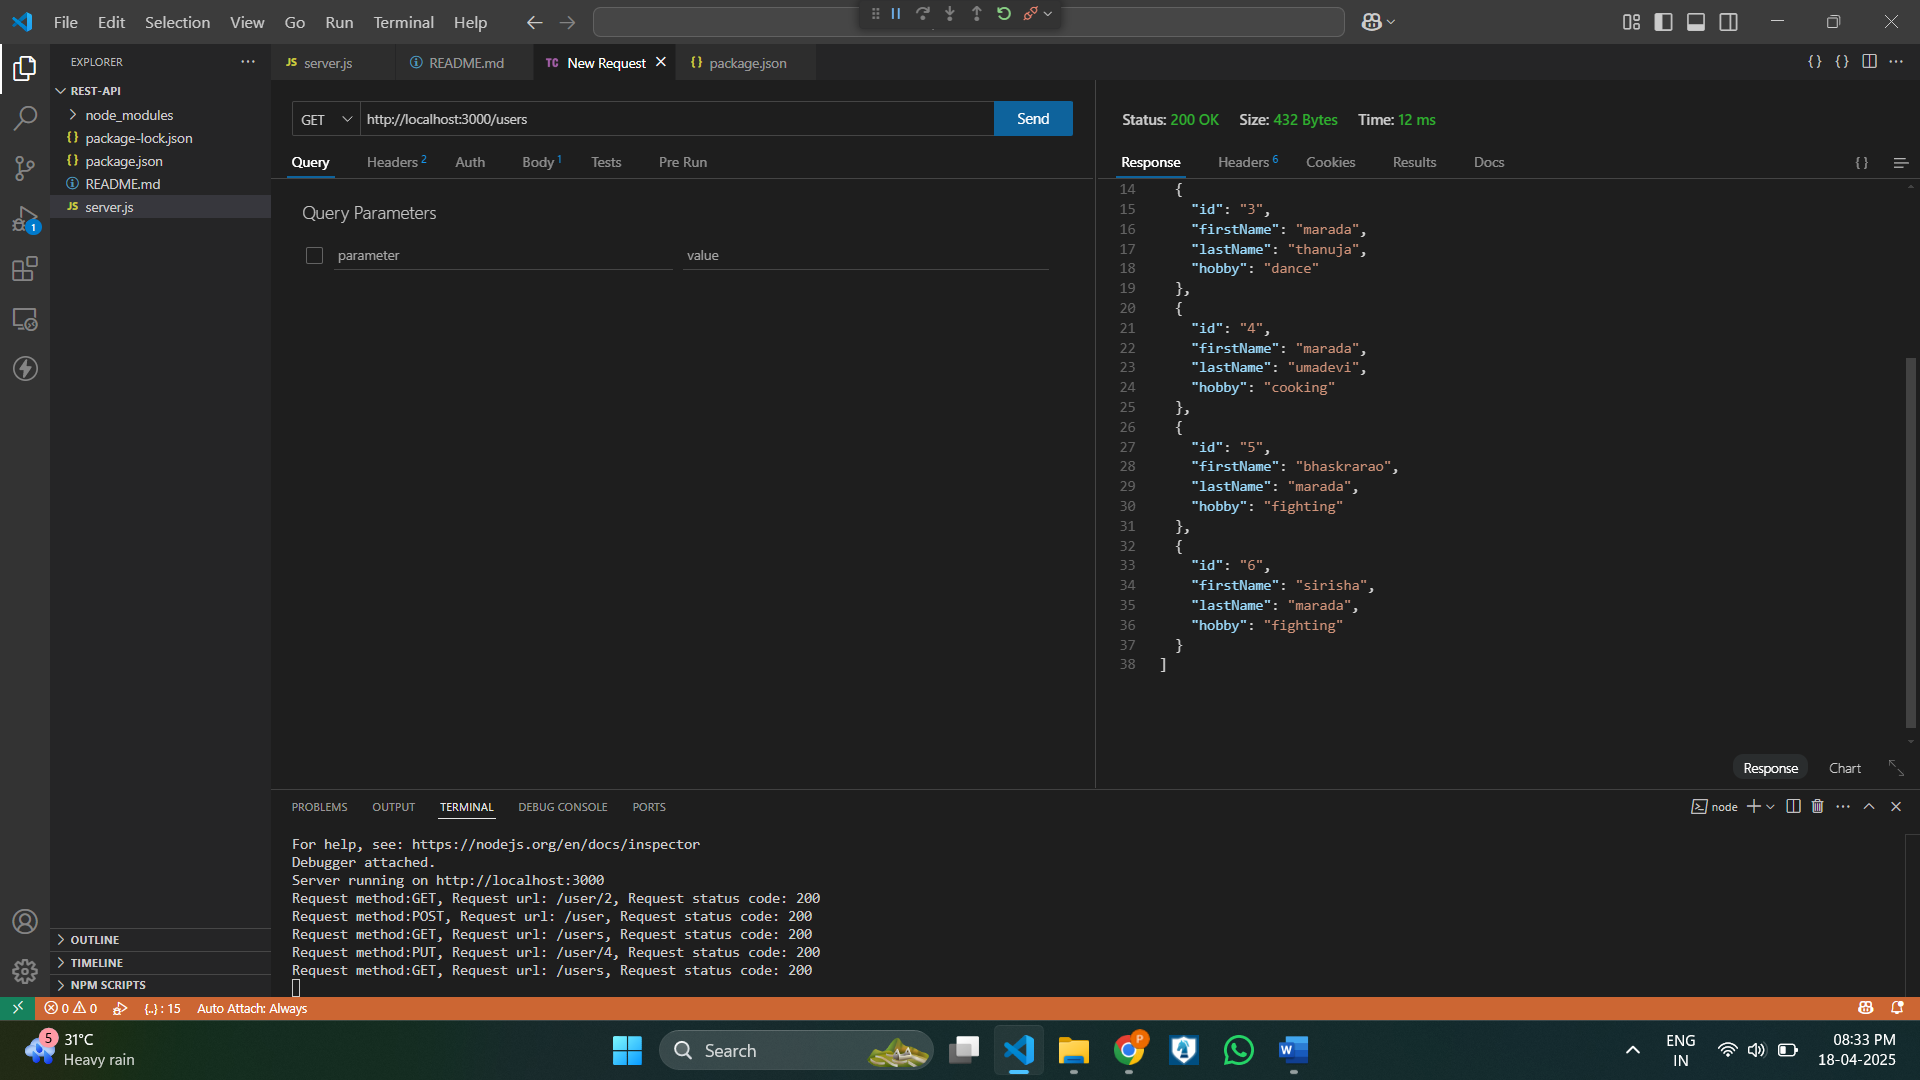 File Edit Selection View Go Run Terminal Help
EXPLORER
REST-API
node_modules
{} package-lock.json
{} package.json
README.md
JS server.js
OUTLINE
TIMELINE
NPM SCRIPTS
1
JS server.js
README.md
TC New Request
{} package.json
GET http://localhost:3000/users Send
Query Headers 2 Auth Body 1 Tests Pre Run
Query Parameters
parameter value
Status: 200 OK Size: 432 Bytes Time: 12 ms
Response Headers 6 Cookies Results Docs { }
14 {
15 "id": "3",
16 "firstName": "marada",
17 "lastName": "thanuja",
18 "hobby": "dance"
19 },
20 {
21 "id": "4",
22 "firstName": "marada",
23 "lastName": "umadevi",
24 "hobby": "cooking"
25 },
26 {
27 "id": "5",
28 "firstName": "bhaskrarao",
29 "lastName": "marada",
30 "hobby": "fighting"
31 },
32 {
33 "id": "6",
34 "firstName": "sirisha",
35 "lastName": "marada",
36 "hobby": "fighting"
37 }
38 ]
Response Chart
PROBLEMS OUTPUT TERMINAL DEBUG CONSOLE PORTS
node
For help, see: https://nodejs.org/en/docs/inspector
Debugger attached.
Server running on http://localhost:3000
Request method:GET, Request url: /user/2, Request status code: 200
Request method:POST, Request url: /user, Request status code: 200
Request method:GET, Request url: /users, Request status code: 200
Request method:PUT, Request url: /user/4, Request status code: 200
Request method:GET, Request url: /users, Request status code: 200
0 0 {..} : 15 Auto Attach: Always
5
31°C
Heavy rain
Search
P
W
ENG
IN
08:33 PM
18-04-2025